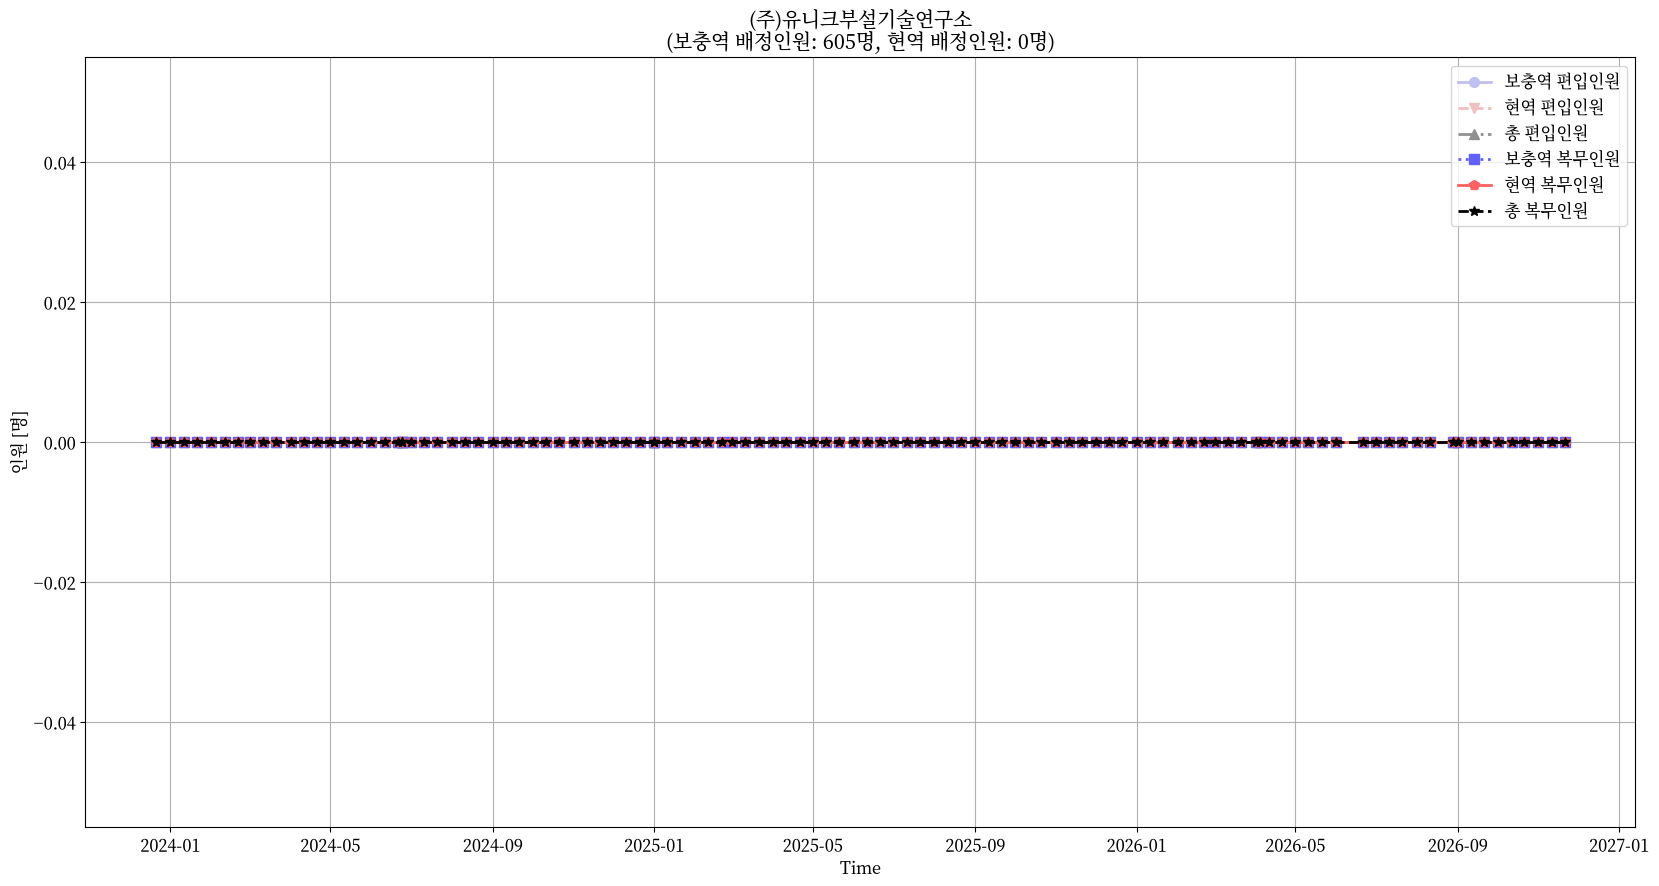 (주)유니크부설기술연구소
(보충역 배정인원: 605명, 현역 배정인원: 0명)
보충역 편입인원
현역 편입인원
총 편입인원
보충역 복무인원
현역 복무인원
총 복무인원
인원 [명]
0.04
0.02
0.00
−0.02
−0.04
2024-01 2024-05 2024-09 2025-01 2025-05 2025-09 2026-01 2026-05 2026-09 2027-01
Time